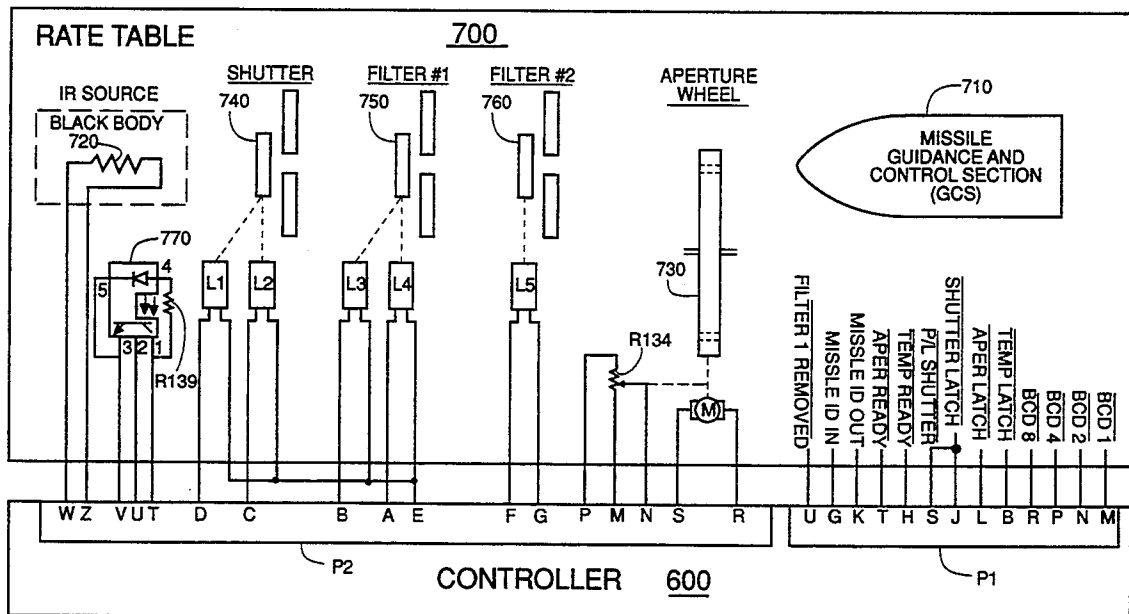 RATE TABLE
700
SHUTTER
FILTER #1
FILTER #2
APERTURE
WHEEL
IR SOURCE
BLACK BODY
720
740
750
760
710
MISSILE
GUIDANCE AND
CONTROL SECTION
(GCS)
770
4
5
3 2 1
R139
L1
L2
L3
L4
L5
R134
730
M
FILTER 1 REMOVED
MISSLE ID IN
MISSLE ID OUT
APER READY
TEMP READY
P/L SHUTTER
SHUTTER LATCH
APER LATCH
TEMP LATCH
BCD 8
BCD 4
BCD 2
BCD 1
W Z V U T D C B A E F G P M N S R
U G K T H S J L B R P N M
P2
P1
CONTROLLER 600